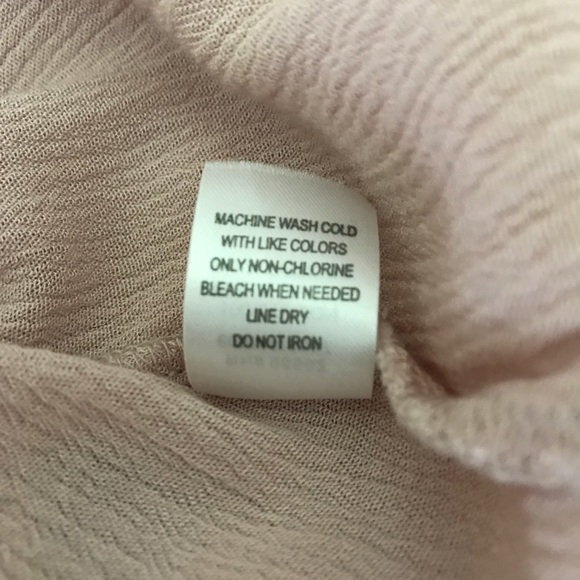 MACHINE WASH COLD
WITH LIKE COLORS
ONLY NON-CHLORINE
BLEACH WHEN NEEDED
LINE DRY
DO NOT IRON